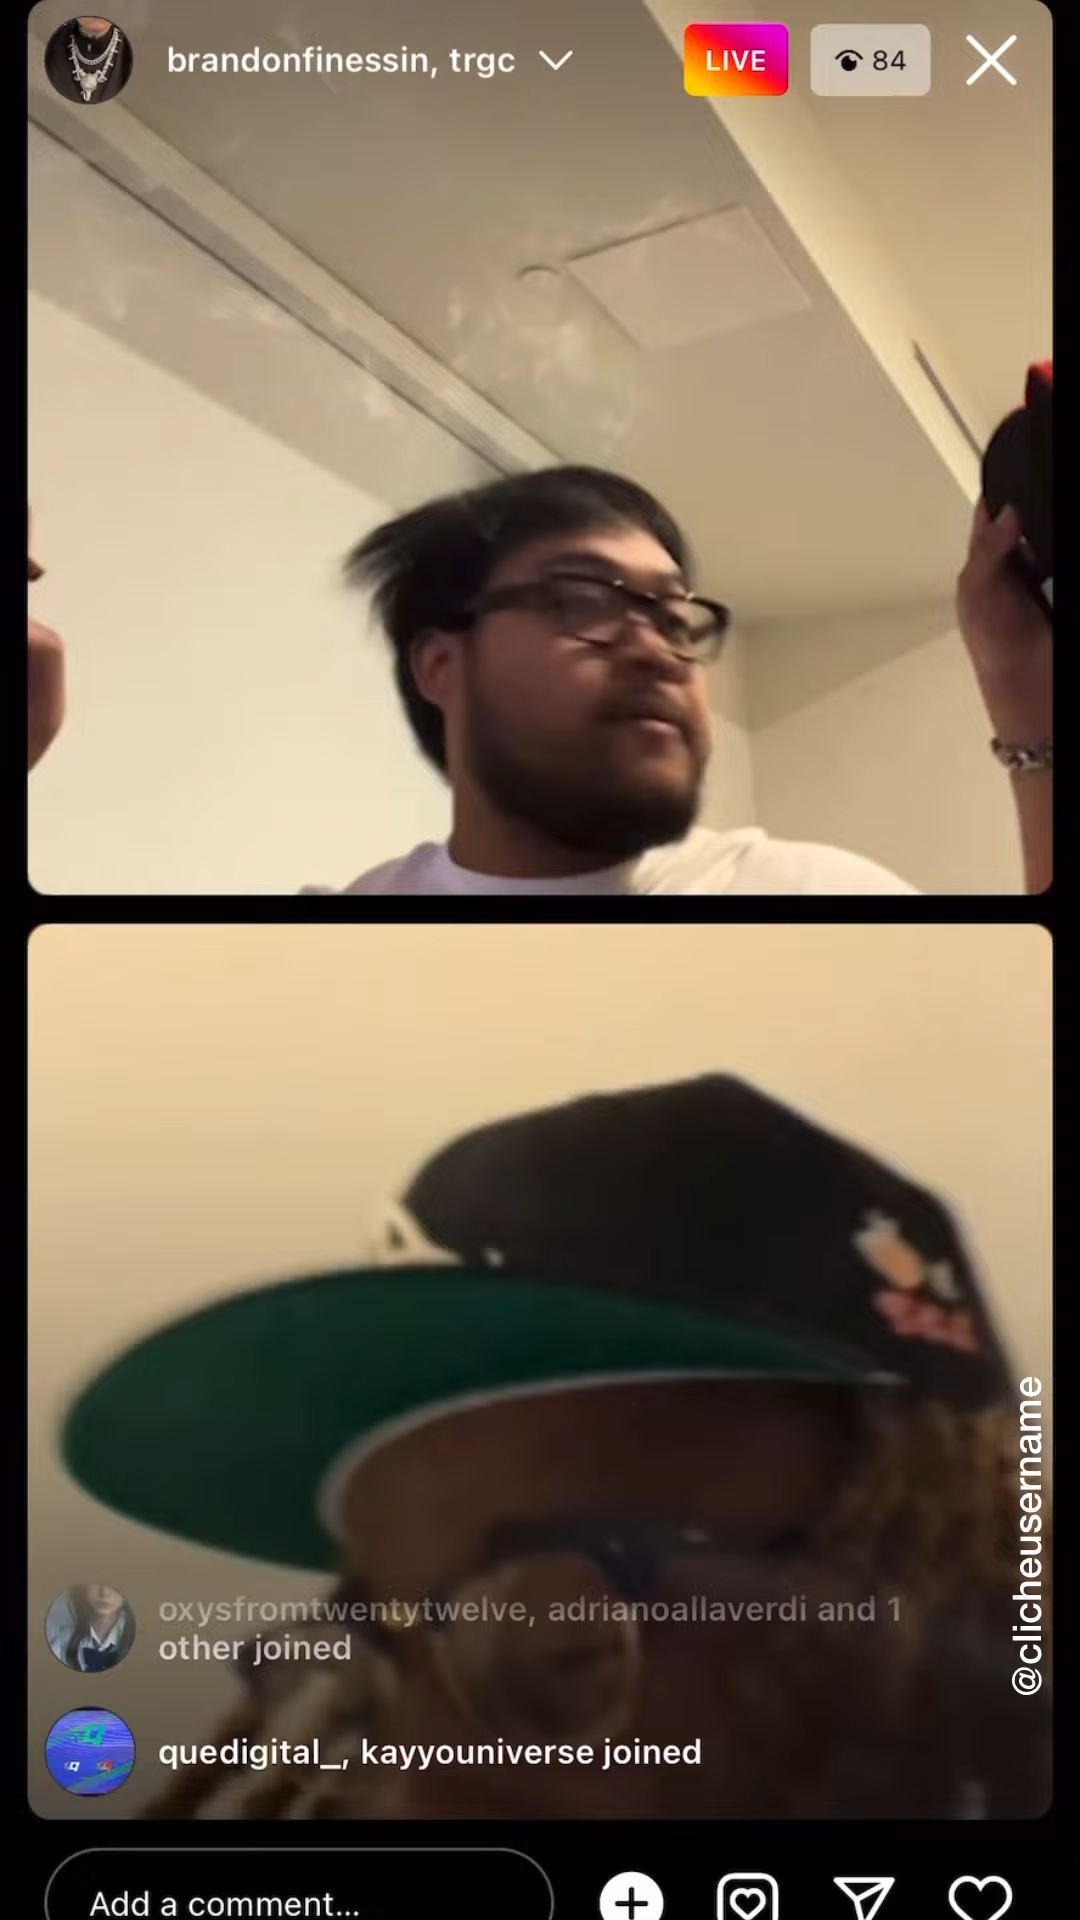 brandonfinessin, trgc
LIVE
84
@clicheusername
oxysfromtwentytwelve, adrianoallaverdi and 1
other joined
quedigital_, kayyouniverse joined
Add a comment...